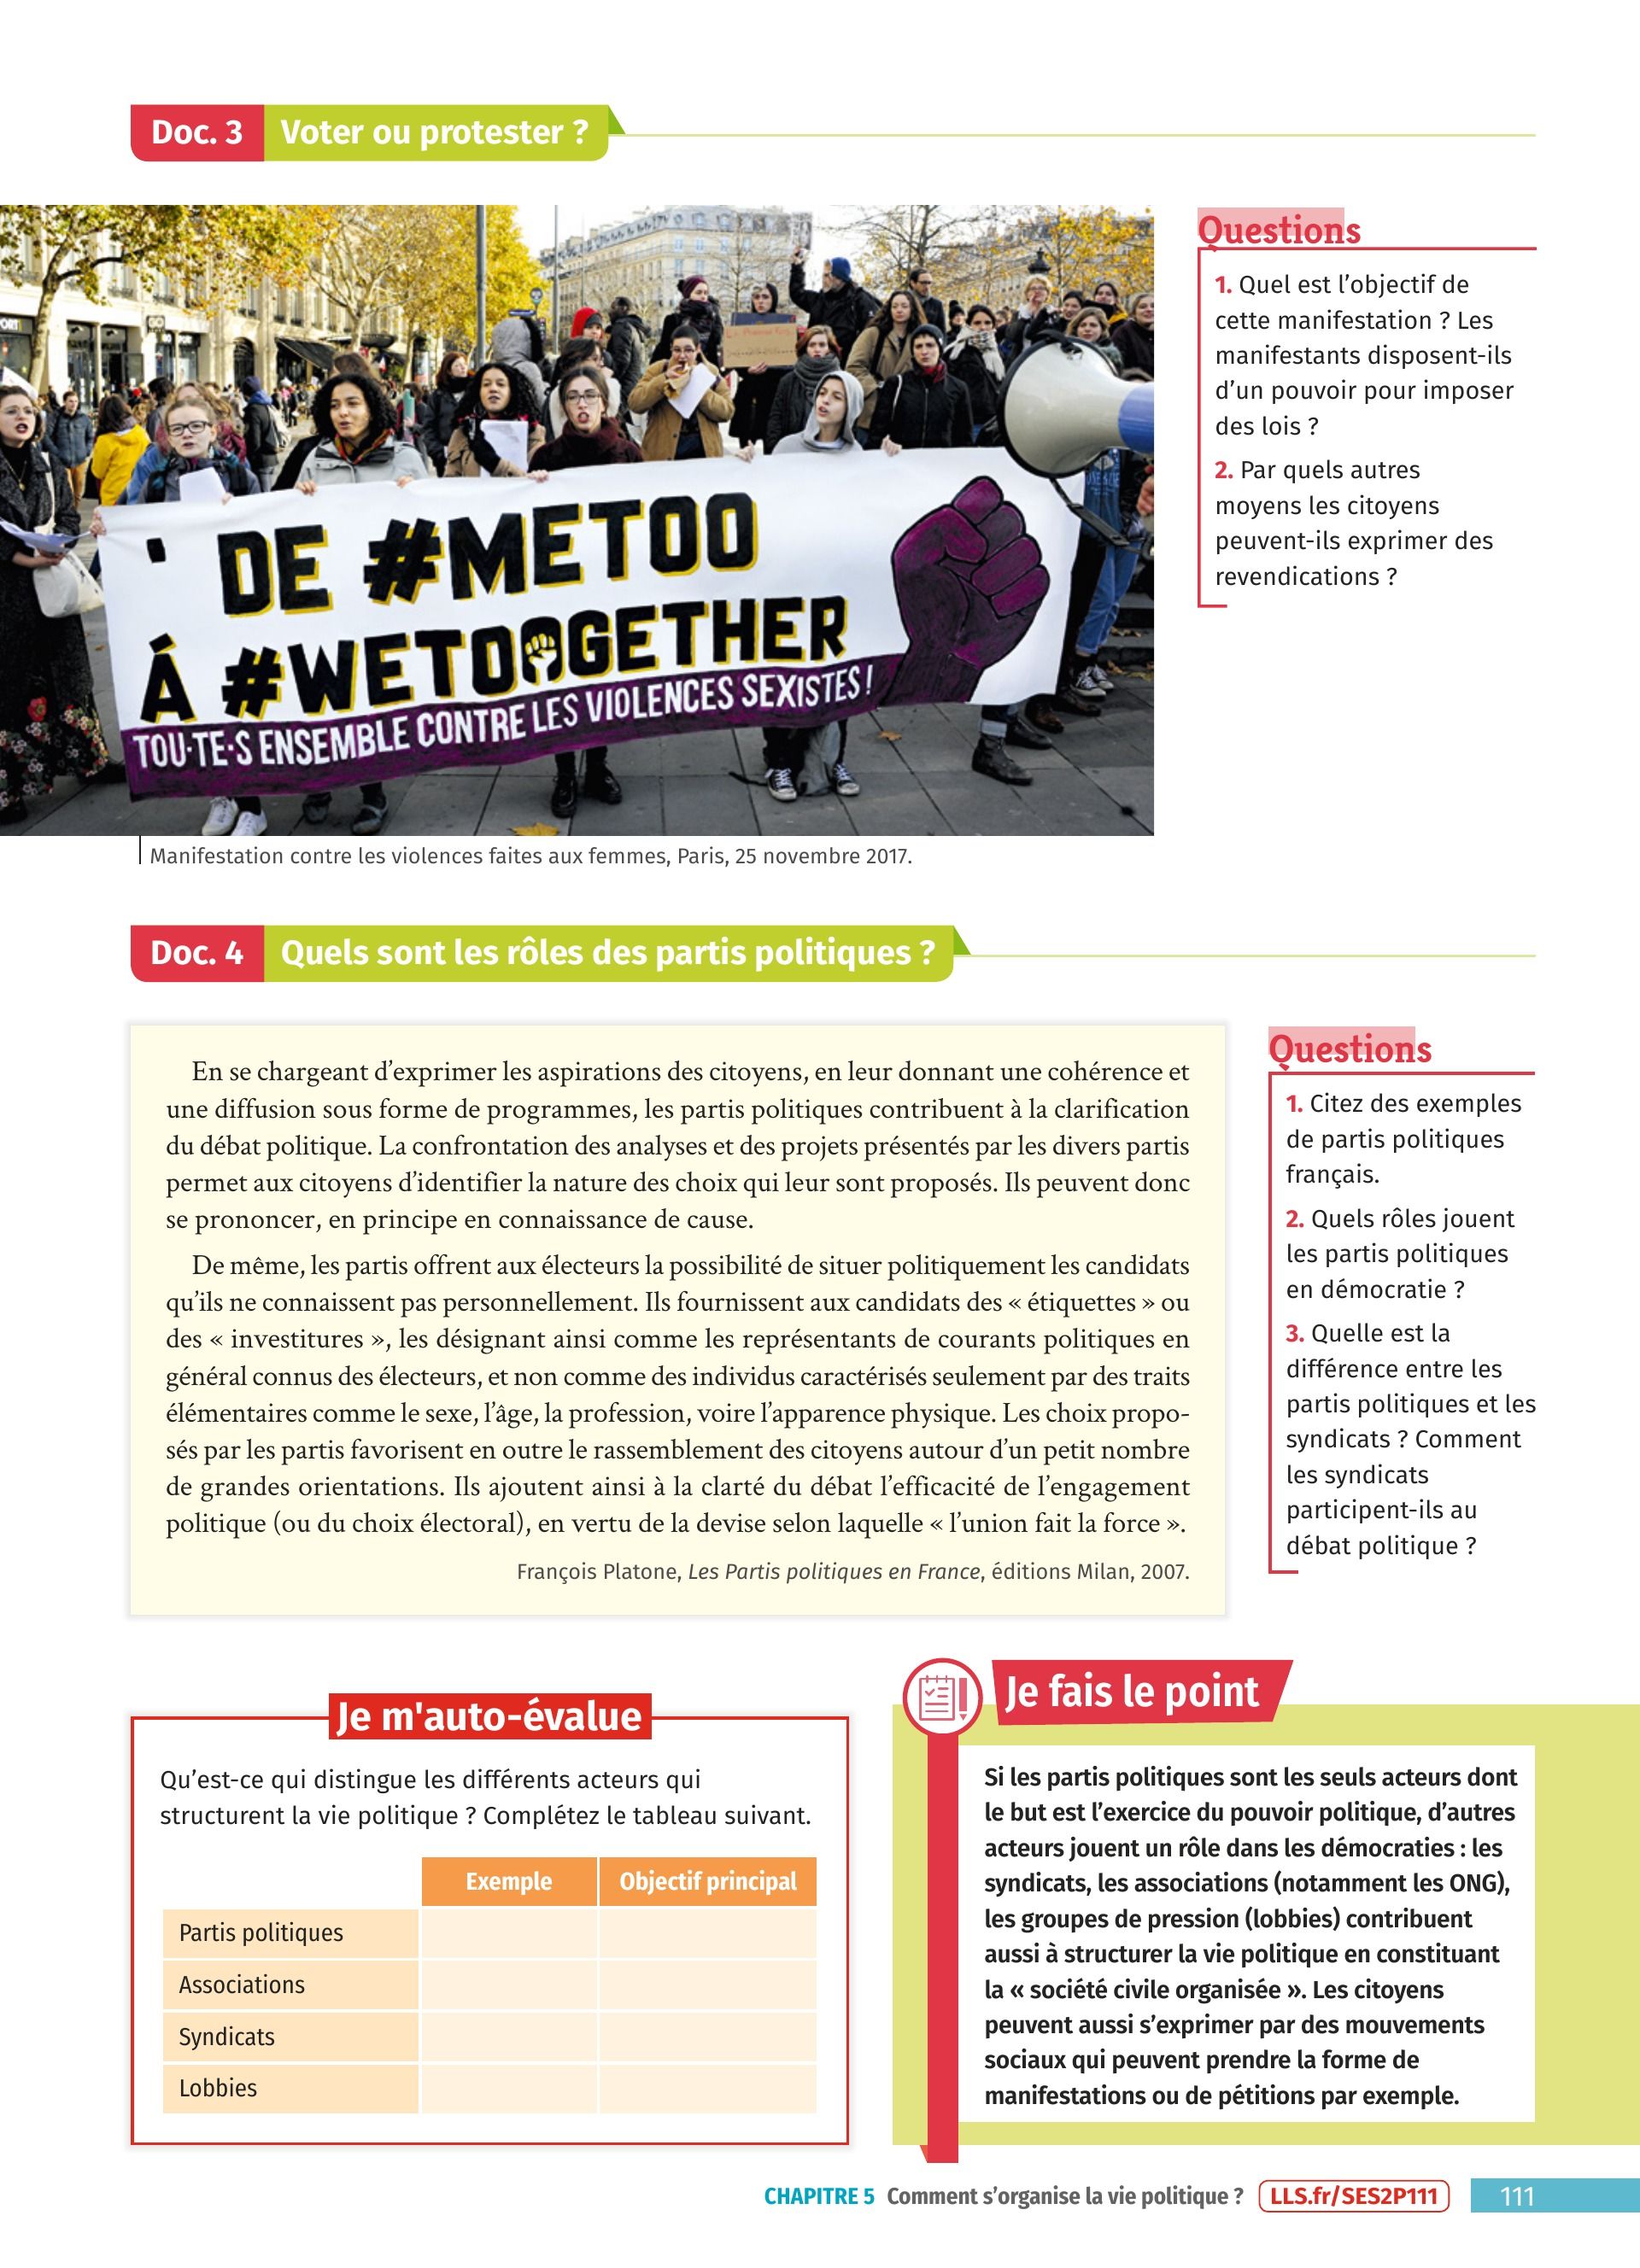 Doc. 3 Voter ou protester ?
DE #METOO
Á #WETOOGETHER
TOU·TE·S ENSEMBLE CONTRE LES VIOLENCES SEXISTES !
Manifestation contre les violences faites aux femmes, Paris, 25 novembre 2017.
Questions
1. Quel est l’objectif de
cette manifestation ? Les
manifestants disposent-ils
d’un pouvoir pour imposer
des lois ?
2. Par quels autres
moyens les citoyens
peuvent-ils exprimer des
revendications ?
Doc. 4 Quels sont les rôles des partis politiques ?
En se chargeant d’exprimer les aspirations des citoyens, en leur donnant une cohérence et
une diffusion sous forme de programmes, les partis politiques contribuent à la clarification
du débat politique. La confrontation des analyses et des projets présentés par les divers partis
permet aux citoyens d’identifier la nature des choix qui leur sont proposés. Ils peuvent donc
se prononcer, en principe en connaissance de cause.
De même, les partis offrent aux électeurs la possibilité de situer politiquement les candidats
qu’ils ne connaissent pas personnellement. Ils fournissent aux candidats des « étiquettes » ou
des « investitures », les désignant ainsi comme les représentants de courants politiques en
général connus des électeurs, et non comme des individus caractérisés seulement par des traits
élémentaires comme le sexe, l’âge, la profession, voire l’apparence physique. Les choix propo-
sés par les partis favorisent en outre le rassemblement des citoyens autour d’un petit nombre
de grandes orientations. Ils ajoutent ainsi à la clarté du débat l’efficacité de l’engagement
politique (ou du choix électoral), en vertu de la devise selon laquelle « l’union fait la force ».
François Platone, Les Partis politiques en France, éditions Milan, 2007.
Questions
1. Citez des exemples
de partis politiques
français.
2. Quels rôles jouent
les partis politiques
en démocratie ?
3. Quelle est la
différence entre les
partis politiques et les
syndicats ? Comment
les syndicats
participent-ils au
débat politique ?
Je m'auto-évalue
Qu’est-ce qui distingue les différents acteurs qui
structurent la vie politique ? Complétez le tableau suivant.
Exemple Objectif principal
Partis politiques
Associations
Syndicats
Lobbies
Je fais le point
Si les partis politiques sont les seuls acteurs dont
le but est l’exercice du pouvoir politique, d’autres
acteurs jouent un rôle dans les démocraties : les
syndicats, les associations (notamment les ONG),
les groupes de pression (lobbies) contribuent
aussi à structurer la vie politique en constituant
la « société civile organisée ». Les citoyens
peuvent aussi s’exprimer par des mouvements
sociaux qui peuvent prendre la forme de
manifestations ou de pétitions par exemple.
CHAPITRE 5 Comment s’organise la vie politique ? LLS.fr/SES2P111 111